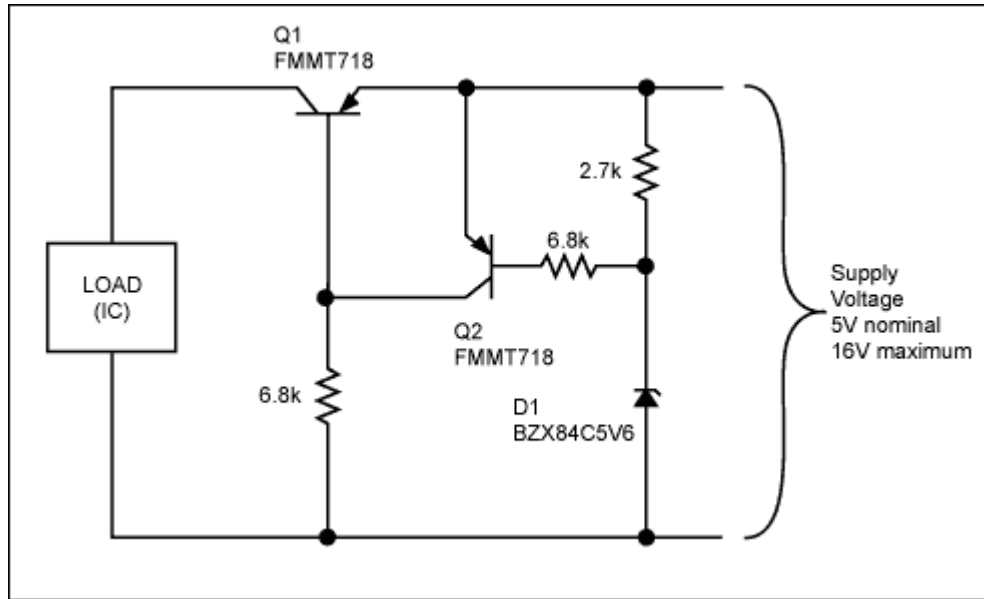 Q1
FMMT718
2.7k
6.8k
LOAD
(IC)
Supply
Voltage
5V nominal
16V maximum
Q2
FMMT718
6.8k
D1
BZX84C5V6